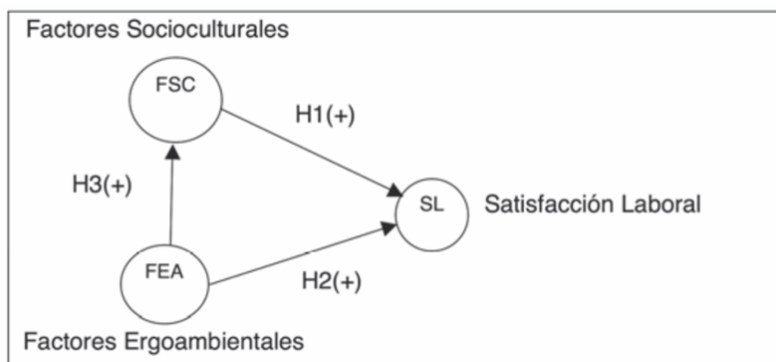 Factores Socioculturales
FSC
H1(+)
H3(+)
SL
Satisfacción Laboral
FEA
H2(+)
Factores Ergoambientales